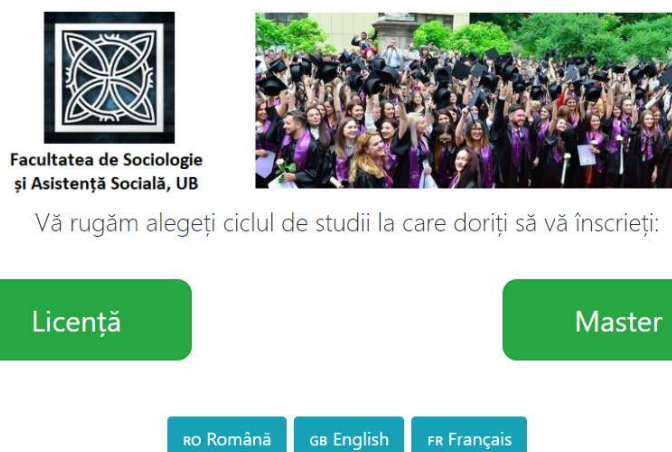 Facultatea de Sociologie
și Asistență Socială, UB
Vă rugăm alegeți ciclul de studii la care doriți să vă înscrieți:
Licență
Master
RO Română
GB English
FR Français